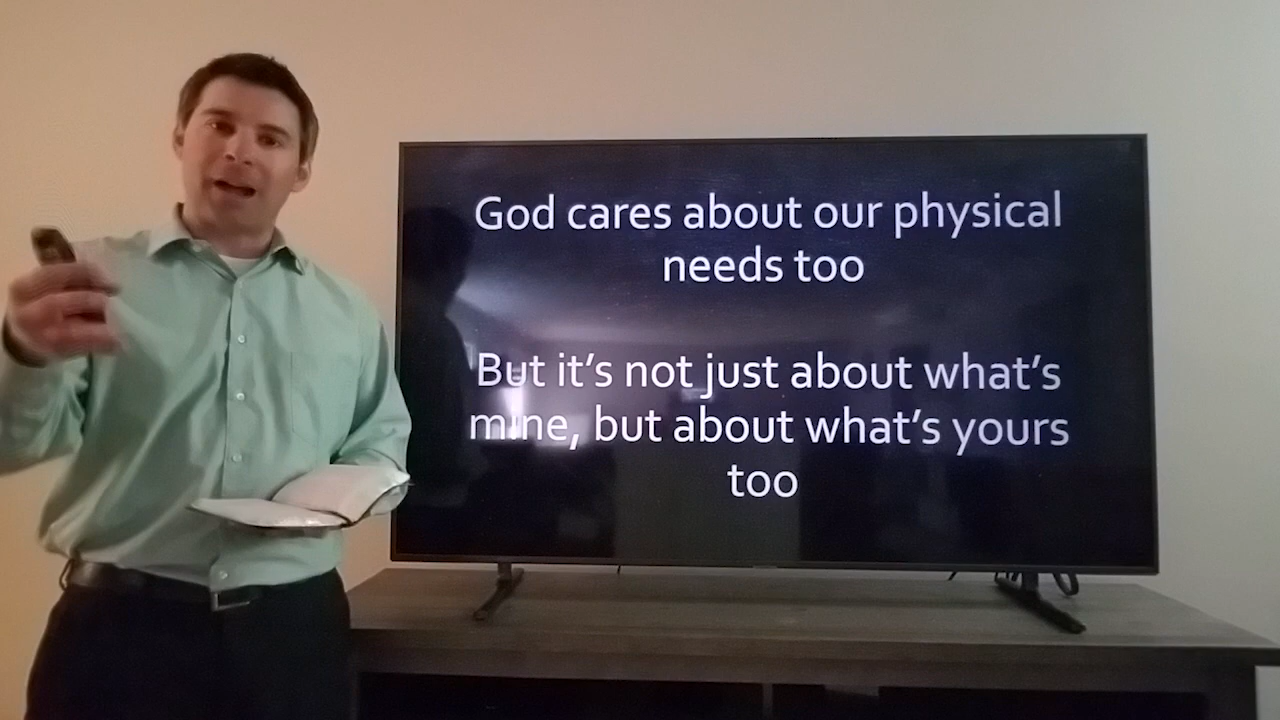 God cares about our physical
needs too
But it's not just about what's
mine, but about what's yours
too